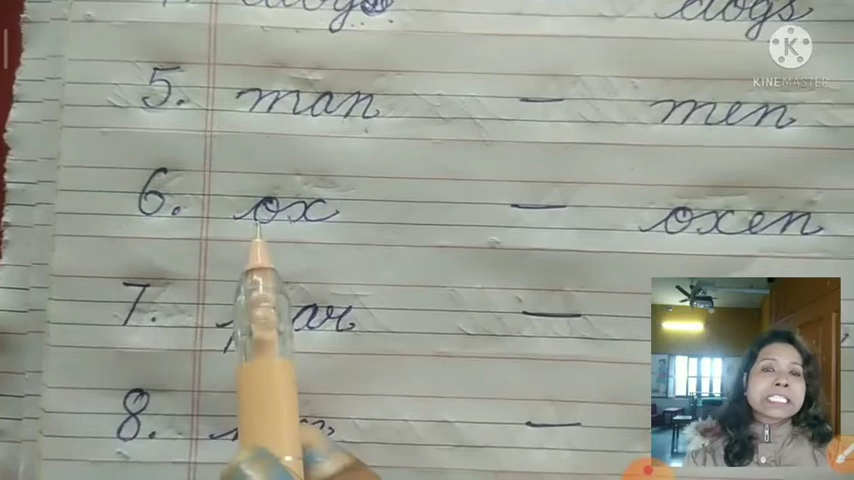 dogs
5. man - men
KINEMASTER
6. ox - oxen
7. -
8. -